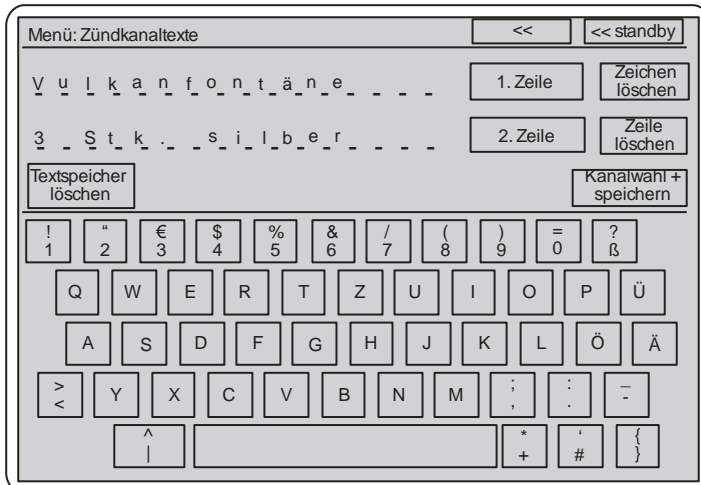 Menü: Zündkanaltexte << << standby
Vulkanfontäne 1. Zeile Zeichen löschen
3 Stk. silber 2. Zeile Zeile löschen
Textspeicher löschen Kanalwahl + speichern
! " € $ % & / ( ) = ?
1 2 3 4 5 6 7 8 9 0 ß
Q W E R T Z U I O P Ü
A S D F G H J K L Ö Ä
> ; : _
< Y X C V B N M , . -
^ * ' {
| + # }